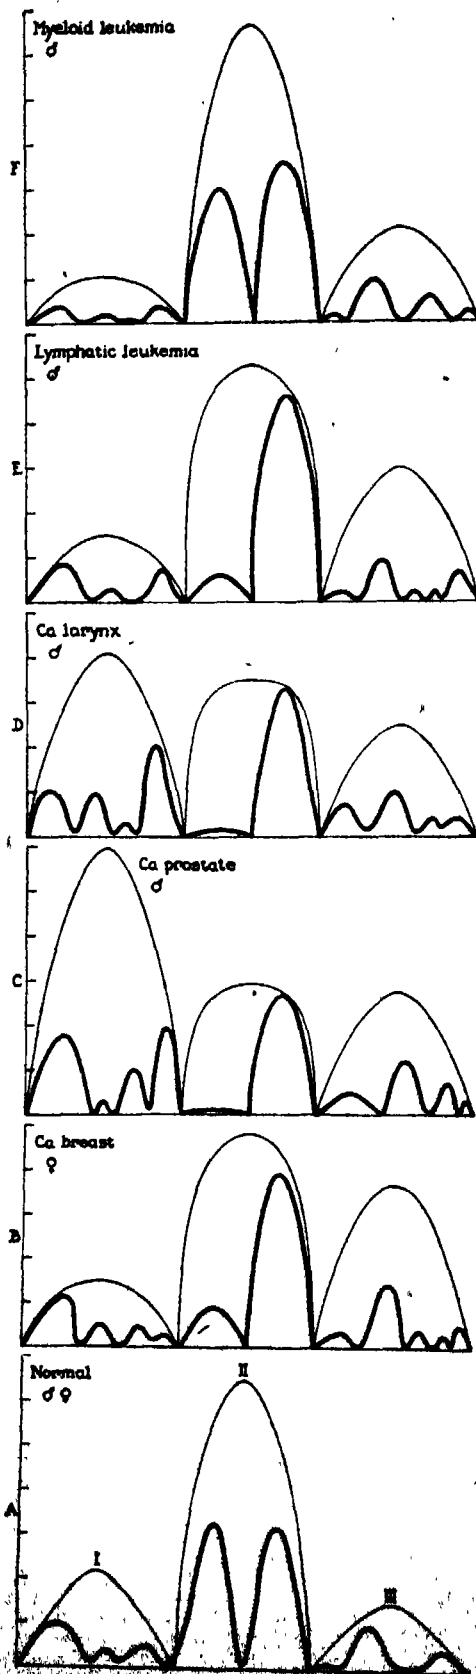 Myeloid leukemia
♂
F
Lymphatic leukemia
♂
E
Ca larynx
♂
D
Ca prostate
♂
C
Ca breast
♀
B
Normal
♂ ♀
II
A
I
III